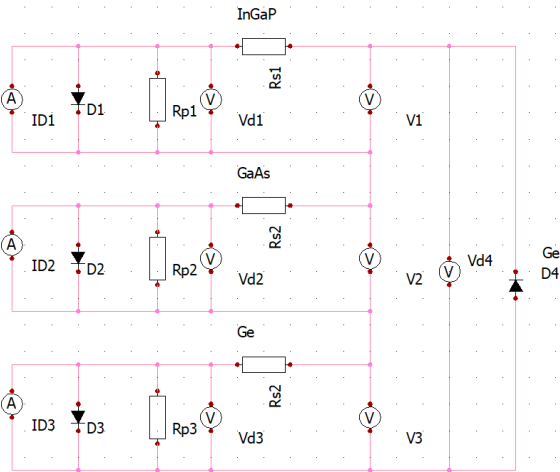 InGaP
Rs1
A
ID1
D1
Rp1
V
Vd1
V
V1
GaAs
Rs2
A
ID2
D2
Rp2
V
Vd2
V
V2
V
Vd4
Ge
D4
Ge
Rs2
A
ID3
D3
Rp3
V
Vd3
V
V3